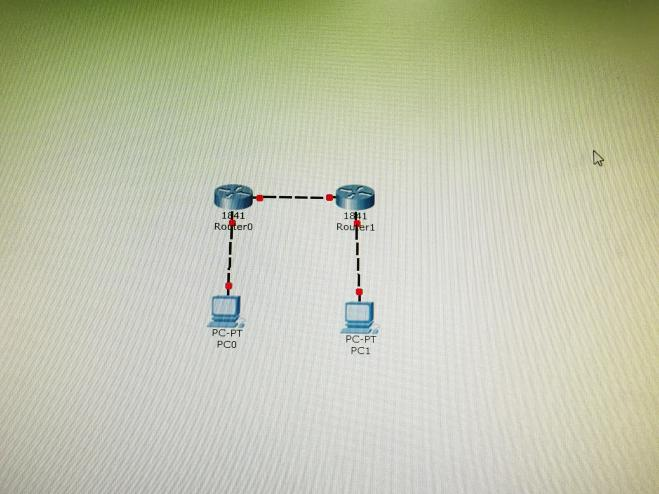 1841
Router0
1841
Router1
PC-PT
PC0
PC-PT
PC1